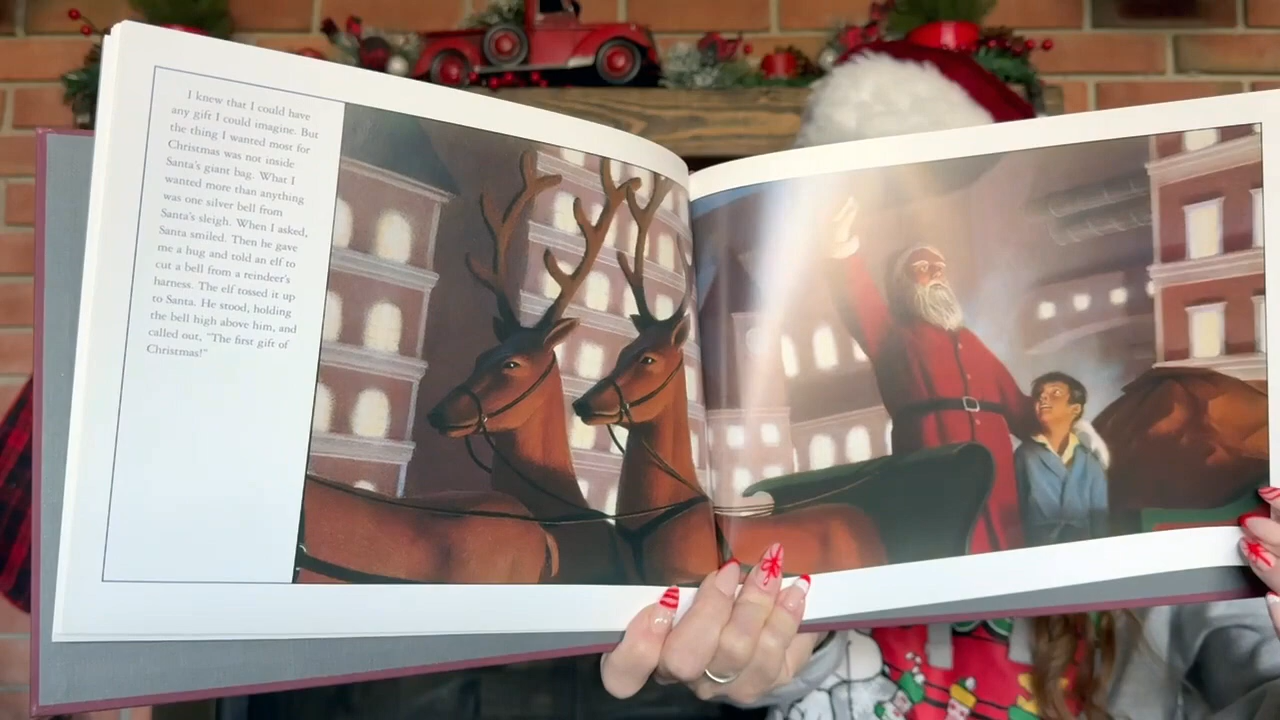 I knew that I could have
any gift I could imagine. But
the thing I wanted most for
Christmas was not inside
Santa's giant bag. What I
wanted more than anything
was one silver bell from
Santa's sleigh. When I asked,
Santa smiled. Then he gave
me a hug and told an elf to
cut a bell from a reindeer's
harness. The elf tossed it up
to Santa. He stood, holding
the bell high above him, and
called out, "The first gift of
Christmas!"